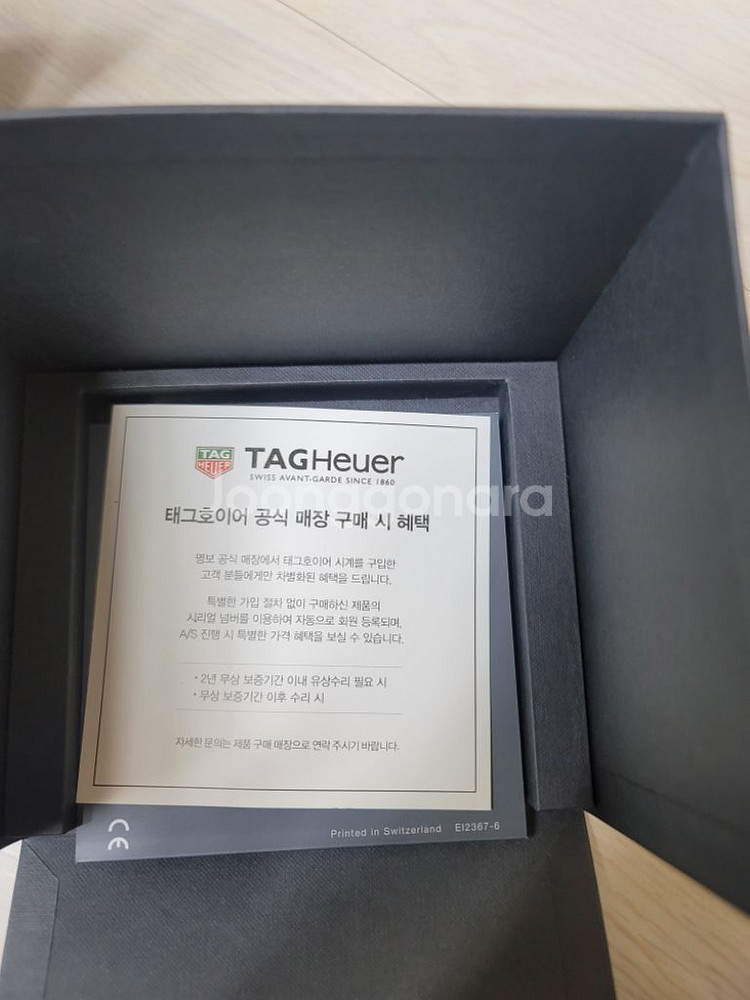 TAG
HEUER
TAGHeuer
SWISS AVANT-GARDE SINCE 1860
Joonggonara
태그호이어 공식 매장 구매 시 혜택
명보 공식 매장에서 태그호이어 시계를 구입한
고객 분들에게만 차별화된 혜택을 드립니다.
특별한 가입 절차 없이 구매하신 제품의
시리얼 넘버를 이용하여 자동으로 회원 등록되며,
A/S 진행 시 특별한 가격 혜택을 보실 수 있습니다.
• 2년 무상 보증기간 이내 유상수리 필요 시
• 무상 보증기간 이후 수리 시
자세한 문의는 제품 구매 매장으로 연락 주시기 바랍니다.
CE
Printed in Switzerland EI2367-6